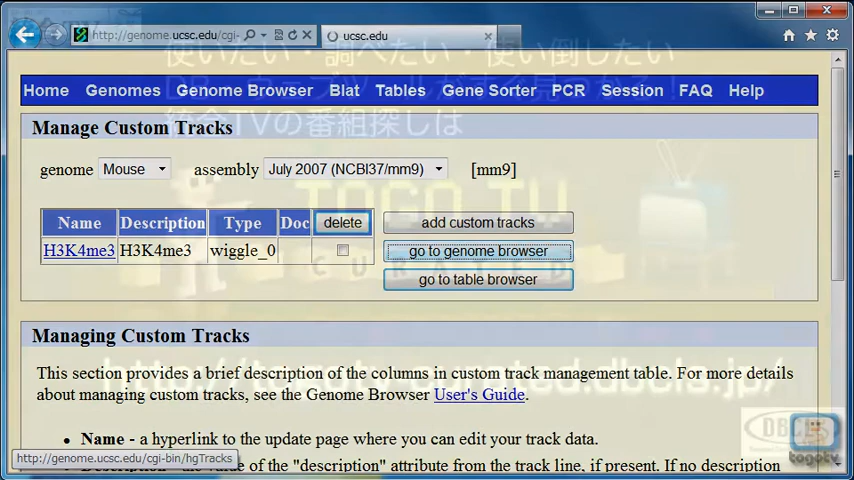 http://genome.ucsc.edu/cgi-
ucsc.edu
使いたい・調べたい・使い倒したい
DB、ウェブツールがすぐ見つかる!
統合TVの番組探しは
Home Genomes Genome Browser Blat Tables Gene Sorter PCR Session FAQ Help
Manage Custom Tracks
genome Mouse assembly July 2007 (NCBI37/mm9) [mm9]
TOGO TV
Name Description Type Doc delete add custom tracks
H3K4me3 H3K4me3 wiggle_0 go to genome browser
CURATED
go to table browser
Managing Custom Tracks
This section provides a brief description of the columns in custom track management table. For more details
http://togotv-curated.dbcls.jp/
about managing custom tracks, see the Genome Browser User's Guide.
DBCLS
• Name - a hyperlink to the update page where you can edit your track data.
http://genome.ucsc.edu/cgi-bin/hgTracks
togotv
• Description - the value of the "description" attribute from the track line, if present. If no description